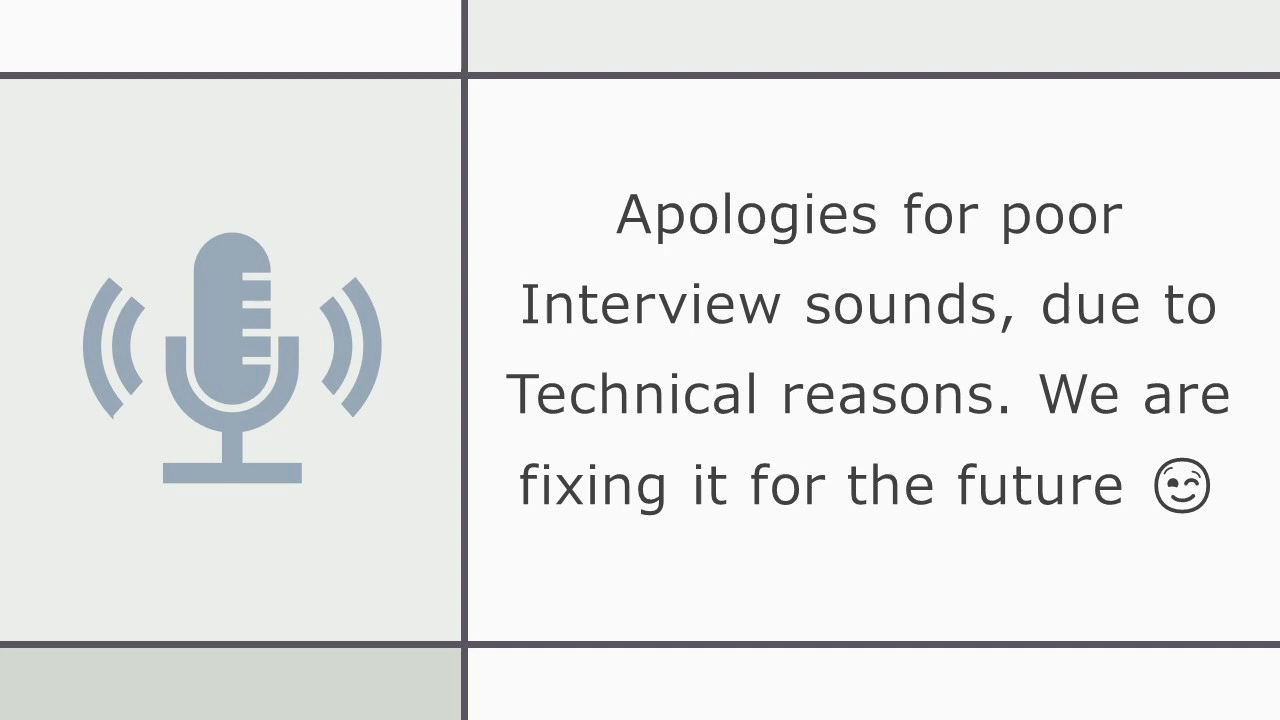 Apologies for poor
Interview sounds, due to
Technical reasons. We are
fixing it for the future 😉